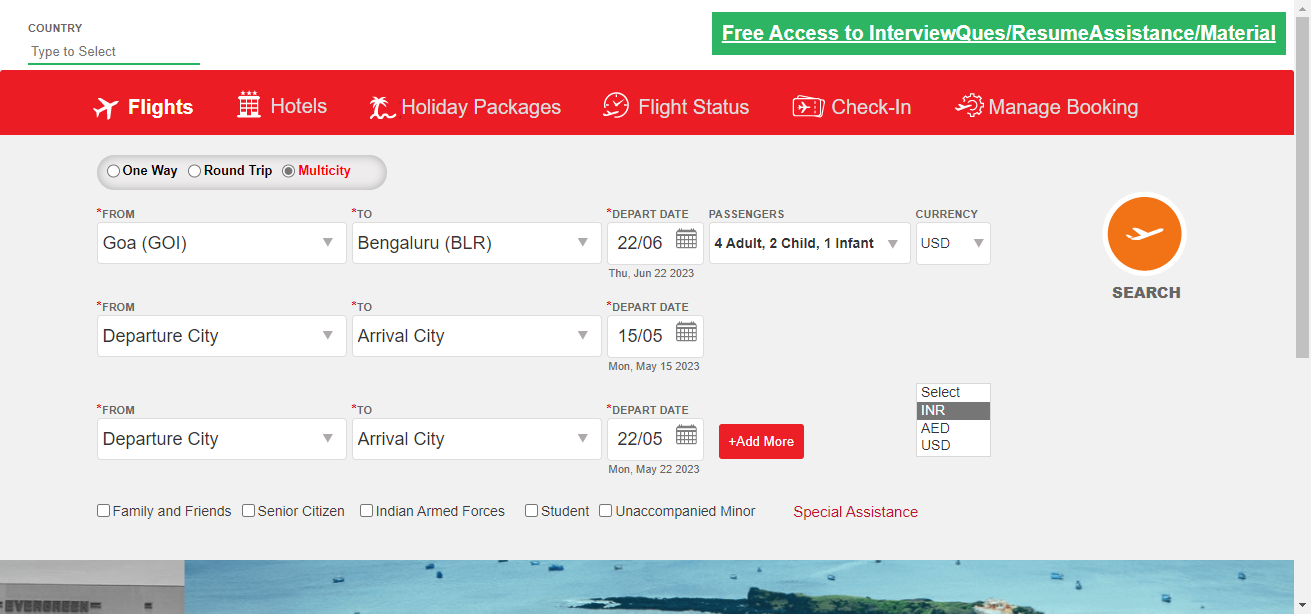 COUNTRY
Type to Select
Free Access to InterviewQues/ResumeAssistance/Material
Flights Hotels Holiday Packages Flight Status Check-In Manage Booking
One Way Round Trip Multicity
*FROM *TO *DEPART DATE PASSENGERS CURRENCY
Goa (GOI) Bengaluru (BLR) 22/06 4 Adult, 2 Child, 1 Infant USD
Thu, Jun 22 2023
SEARCH
*FROM *TO *DEPART DATE
Departure City Arrival City 15/05
Mon, May 15 2023
Select
INR
AED
USD
*FROM *TO *DEPART DATE
Departure City Arrival City 22/05 +Add More
Mon, May 22 2023
Family and Friends Senior Citizen Indian Armed Forces Student Unaccompanied Minor Special Assistance
EVERGREEN